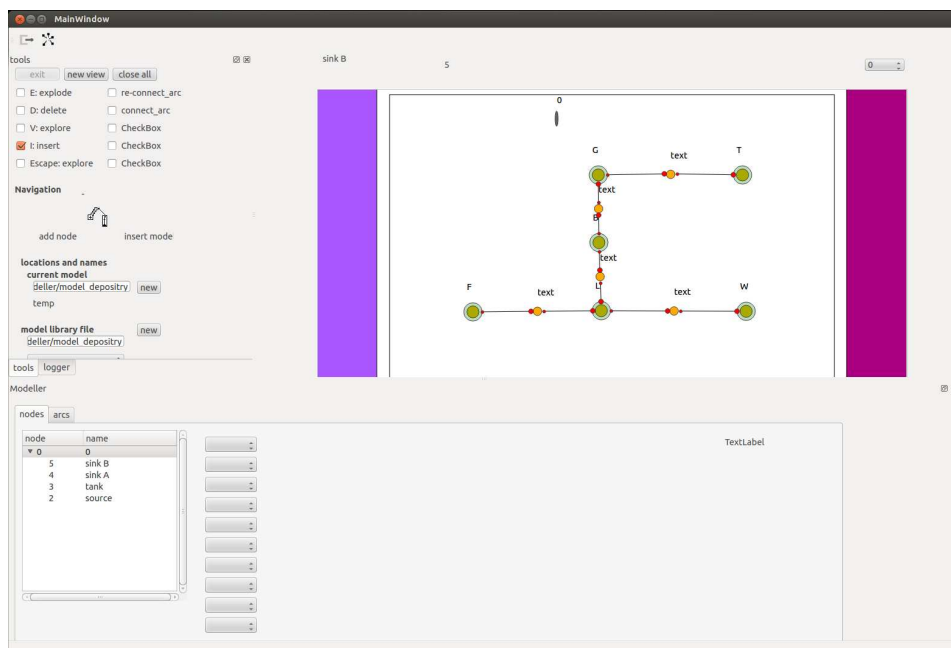 MainWindow
tools
exit new view close all
E: explode re-connect_arc
D: delete connect_arc
V: explore CheckBox
I: insert CheckBox
Escape: explore CheckBox
Navigation
add node insert mode
locations and names
current model
deller/model_depositry new
temp
model library file new
deller/model_depositry
tools logger
sink B 5 0
0
G text T
text
B
text
F text L text W
Modeller
nodes arcs
node name
0 0
5 sink B
4 sink A
3 tank
2 source
TextLabel